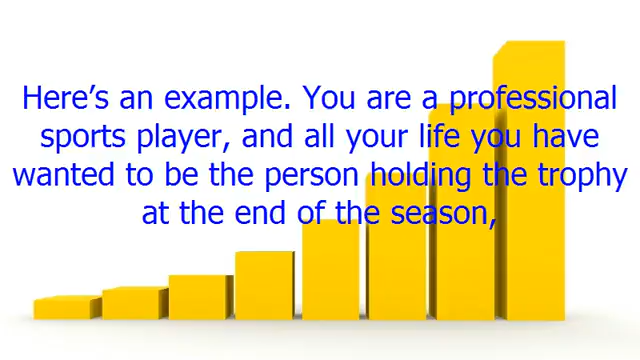 Here’s an example. You are a professional
sports player, and all your life you have
wanted to be the person holding the trophy
at the end of the season,